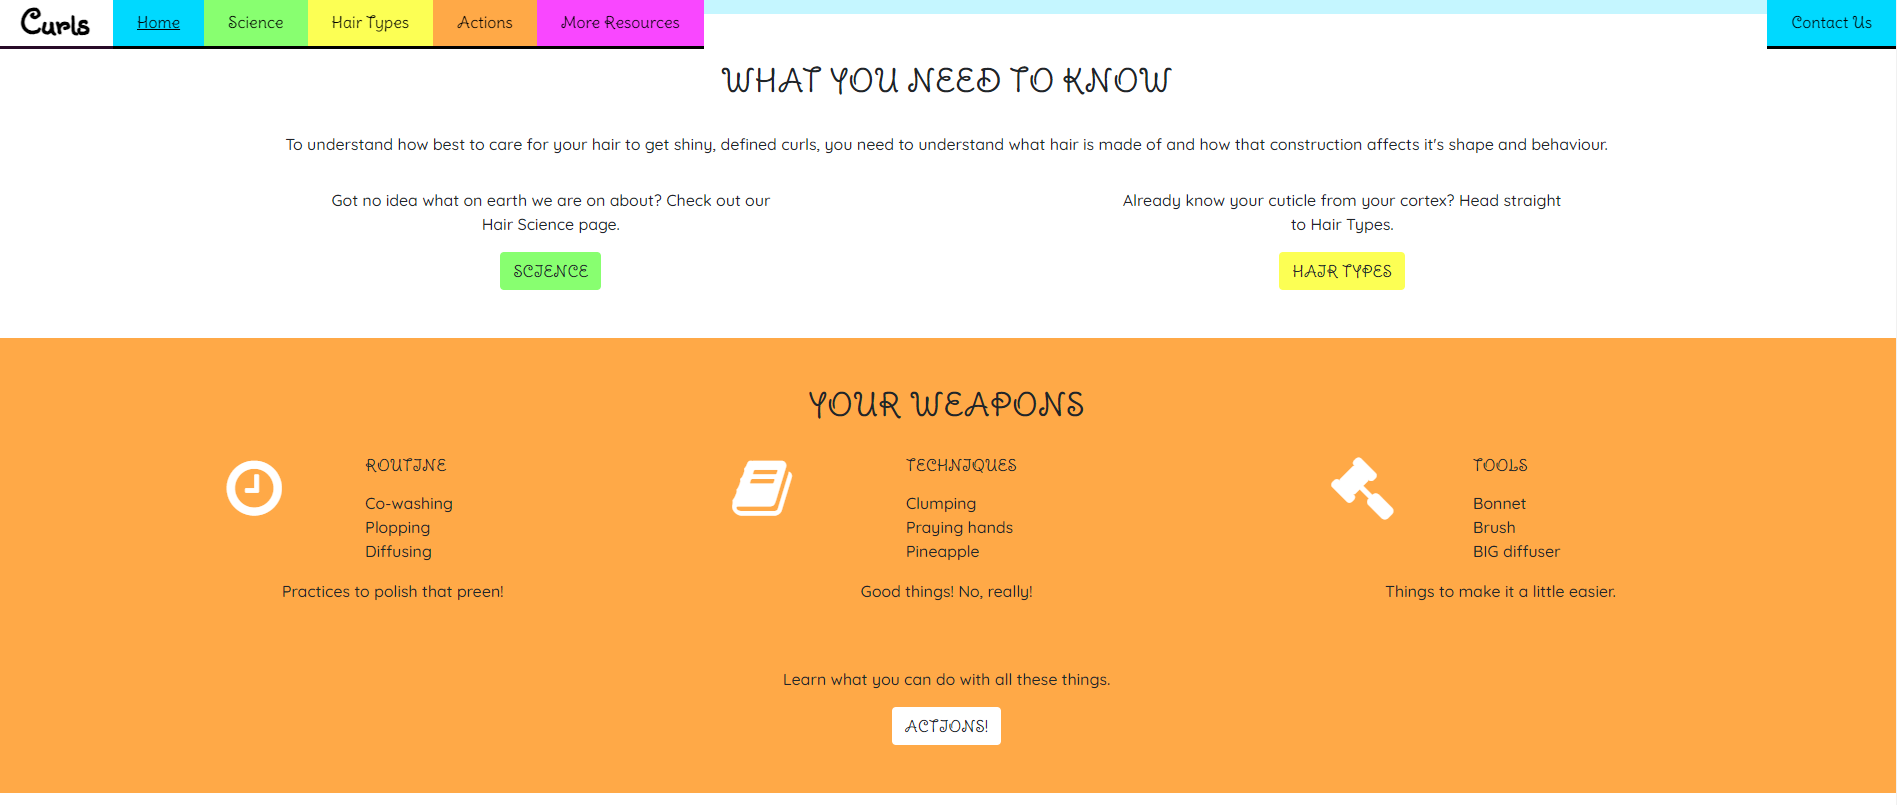 Curls Home Science Hair Types Actions More Resources Contact Us
WHAT YOU NEED TO KNOW
To understand how best to care for your hair to get shiny, defined curls, you need to understand what hair is made of and how that construction affects it's shape and behaviour.
Got no idea what on earth we are on about? Check out our
Hair Science page.
SCIENCE
Already know your cuticle from your cortex? Head straight
to Hair Types.
HAIR TYPES
YOUR WEAPONS
ROUTINE
Co-washing
Plopping
Diffusing
Practices to polish that preen!
TECHNIQUES
Clumping
Praying hands
Pineapple
Good things! No, really!
TOOLS
Bonnet
Brush
BIG diffuser
Things to make it a little easier.
Learn what you can do with all these things.
ACTIONS!